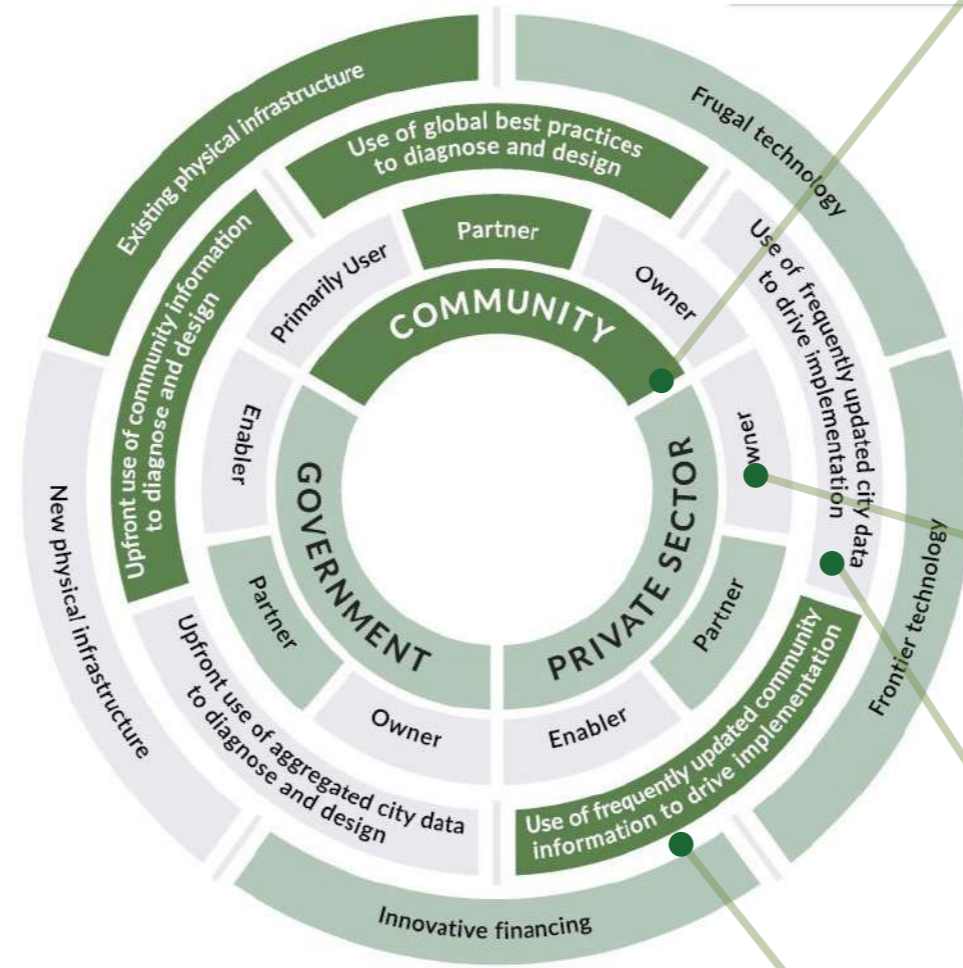 Existing physical infrastructure
Frugal technology
Frontier technology
Innovative financing
New physical infrastructure
Use of global best practices
to diagnose and design
Use of frequently updated city data
to drive implementation
Use of frequently updated community
information to drive implementation
Upfront use of aggregated city data
to diagnose and design
Upfront use of community information
to diagnose and design
Primarily User
Partner
Owner
Owner
Partner
Enabler
Owner
Partner
Enabler
COMMUNITY
PRIVATE SECTOR
GOVERNMENT